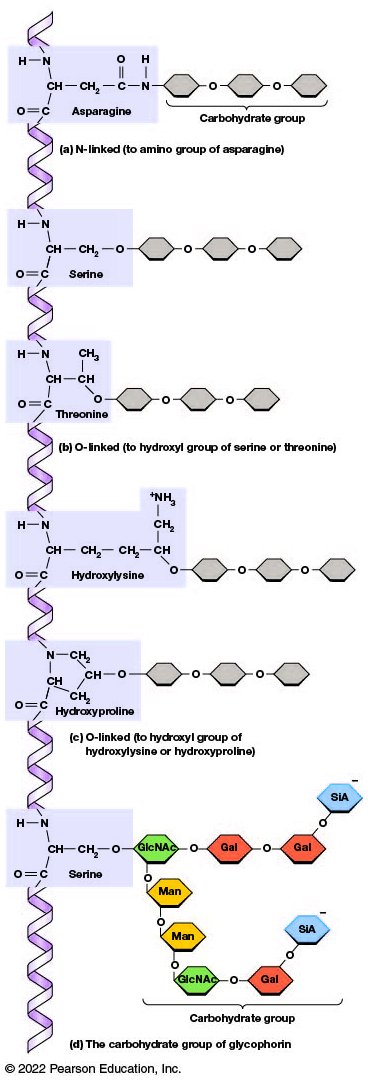 O H
H—N
CH—CH2—C—N—
O O
O=C
Asparagine
Carbohydrate group
(a) N-linked (to amino group of asparagine)
H—N
CH—CH2—O— O O
O=C
Serine
H—N CH3
CH—CH
O O O
O=C
Threonine
(b) O-linked (to hydroxyl group of serine or threonine)
+NH3
CH2
H—N
CH—CH2—CH2—CH
O O O
O=C
Hydroxylysine
N—CH2
CH CH—O— O O
CH2
O=C
Hydroxyproline
(c) O-linked (to hydroxyl group of
hydroxylysine or hydroxyproline)
SiA −
O
H—N
CH—CH2—O—GlcNAc—O—Gal—O—Gal
O=C
Serine
O
Man
O
Man
SiA −
O
O
GlcNAc—O—Gal
Carbohydrate group
(d) The carbohydrate group of glycophorin
© 2022 Pearson Education, Inc.